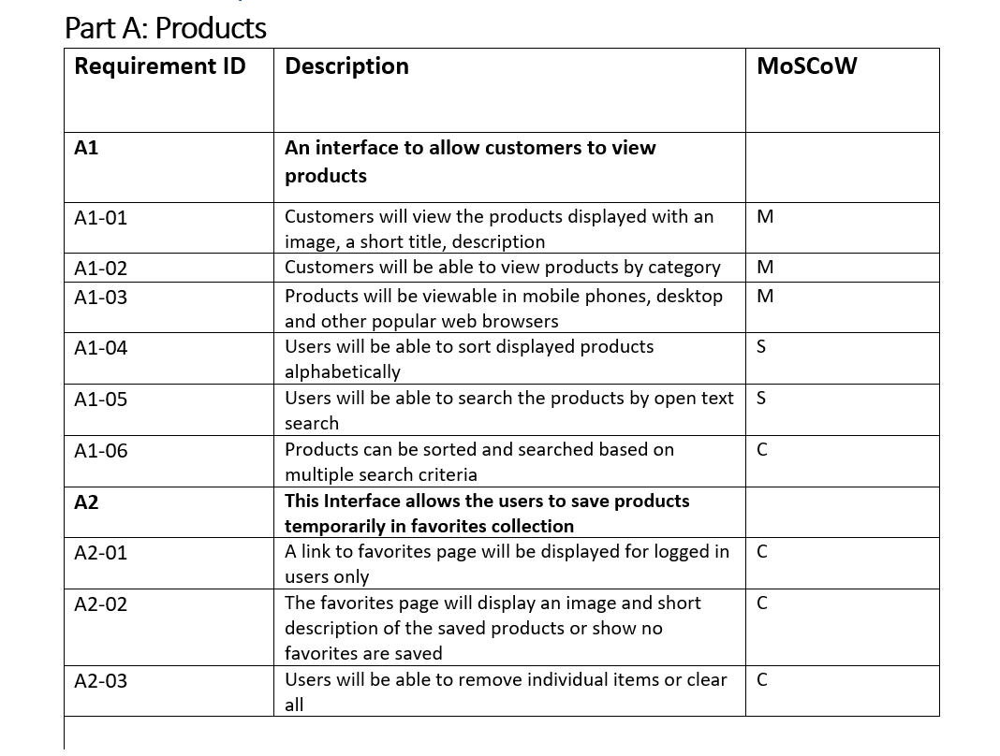 Part A: Products
Requirement ID Description MoSCoW
A1 An interface to allow customers to view
products
A1-01 Customers will view the products displayed with an M
image, a short title, description
A1-02 Customers will be able to view products by category M
A1-03 Products will be viewable in mobile phones, desktop M
and other popular web browsers
A1-04 Users will be able to sort displayed products S
alphabetically
A1-05 Users will be able to search the products by open text S
search
A1-06 Products can be sorted and searched based on C
multiple search criteria
A2 This Interface allows the users to save products
temporarily in favorites collection
A2-01 A link to favorites page will be displayed for logged in C
users only
A2-02 The favorites page will display an image and short C
description of the saved products or show no
favorites are saved
A2-03 Users will be able to remove individual items or clear C
all